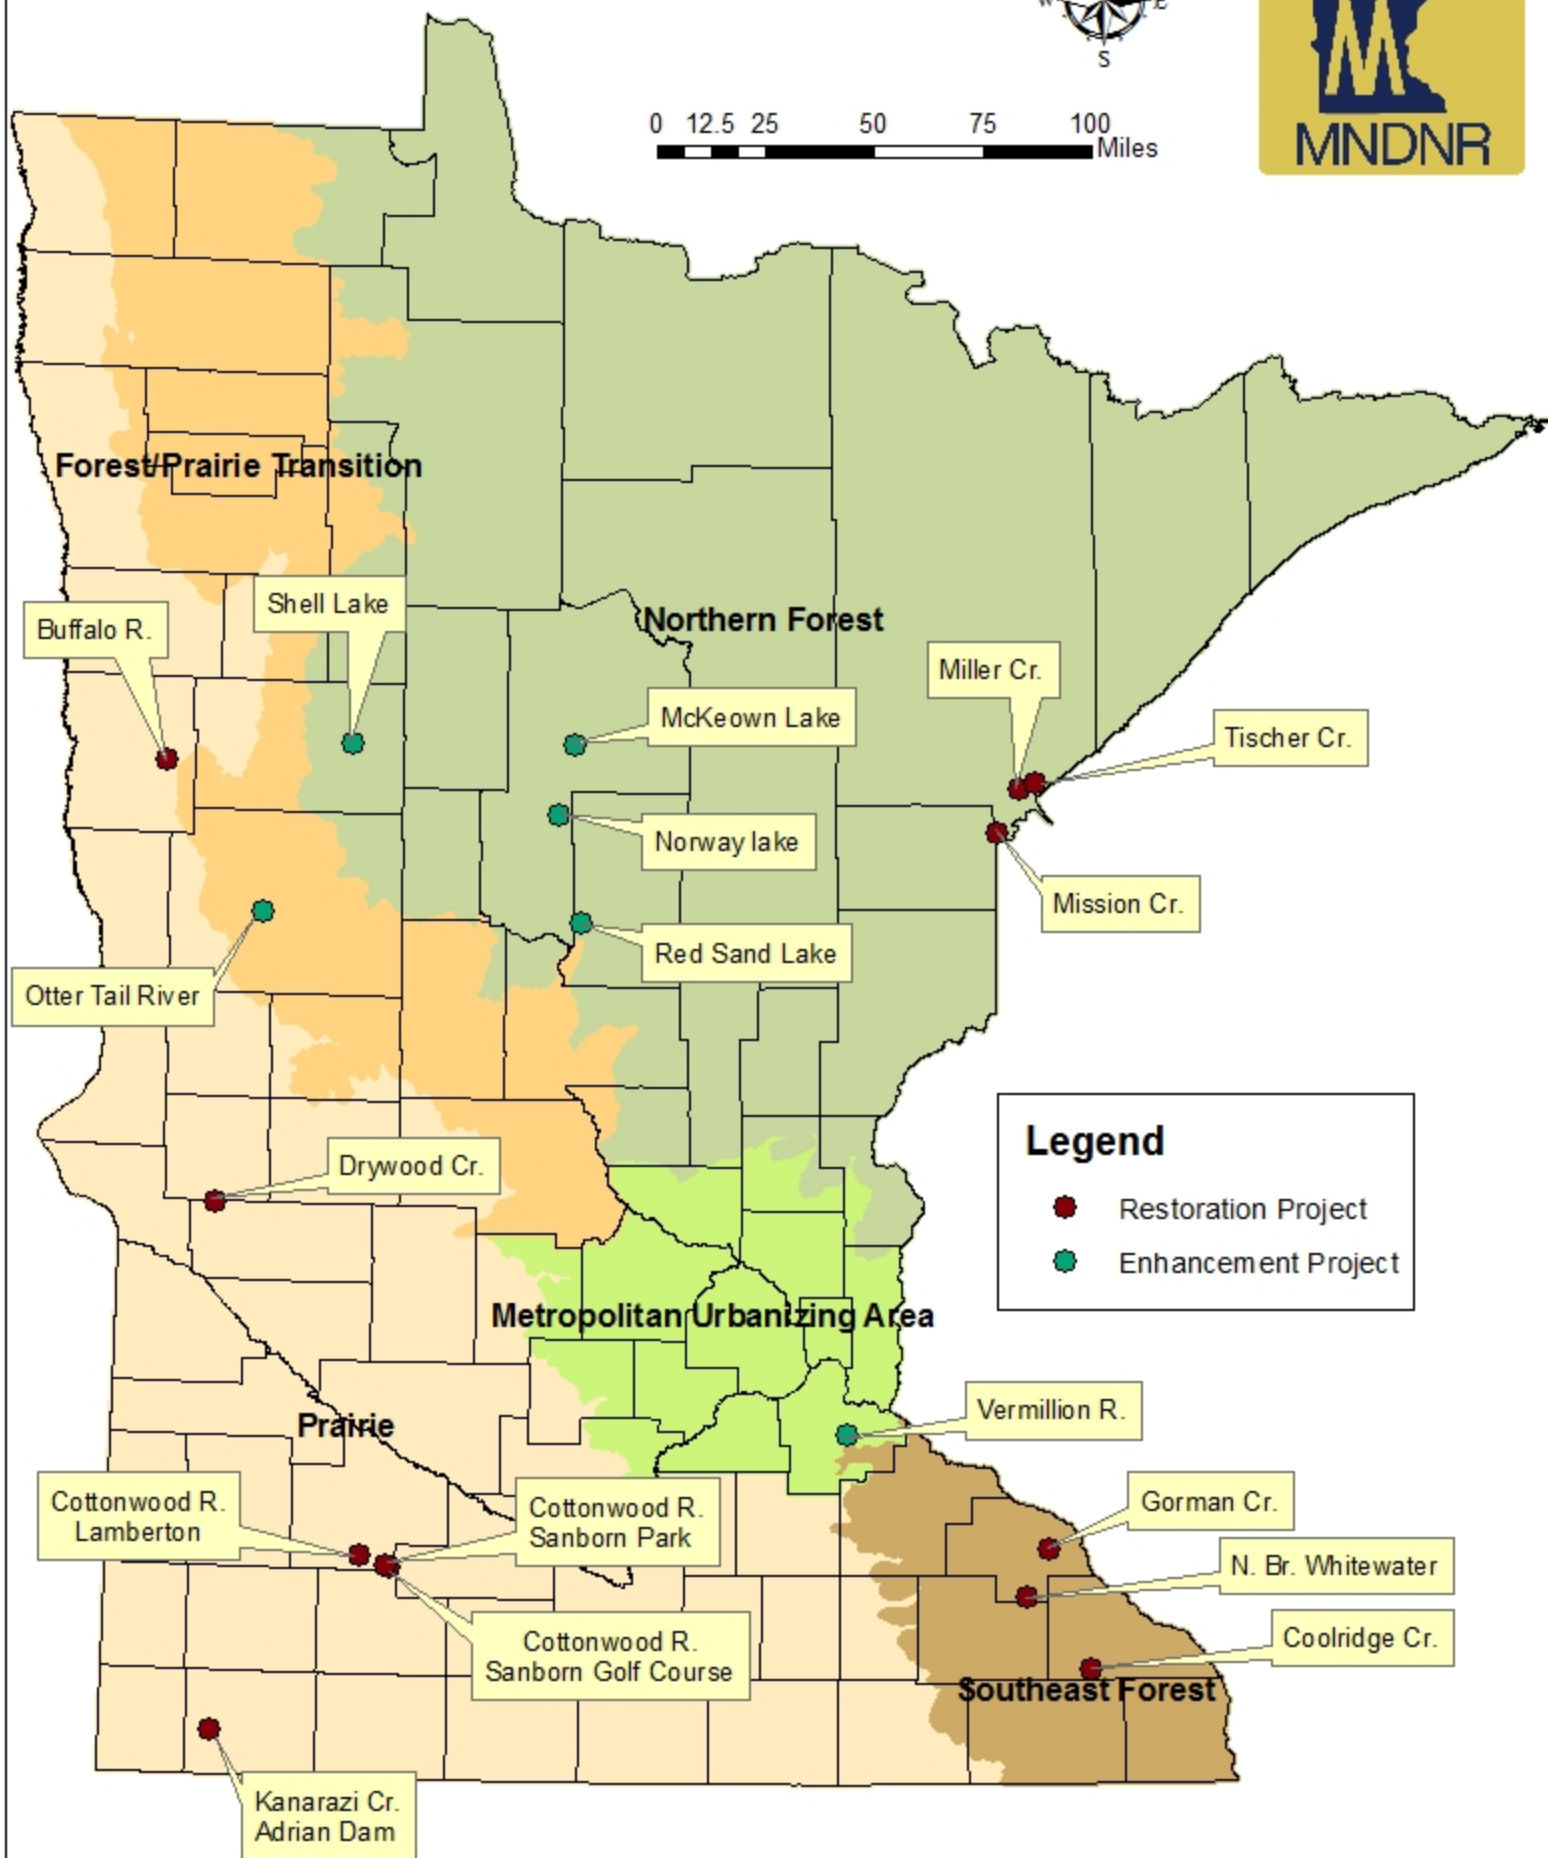 W
E
S
M
MNDNR
0 12.5 25 50 75 100
Miles
Forest/Prairie Transition
Shell Lake
Buffalo R.
Northern Forest
Miller Cr.
McKeown Lake
Tischer Cr.
Norway lake
Mission Cr.
Red Sand Lake
Otter Tail River
Drywood Cr.
Legend
Restoration Project
Enhancement Project
Metropolitan Urbanizing Area
Prairie
Vermillion R.
Cottonwood R.
Lamberton
Cottonwood R.
Sanborn Park
Gorman Cr.
N. Br. Whitewater
Cottonwood R.
Sanborn Golf Course
Coolridge Cr.
Southeast Forest
Kanarazi Cr.
Adrian Dam